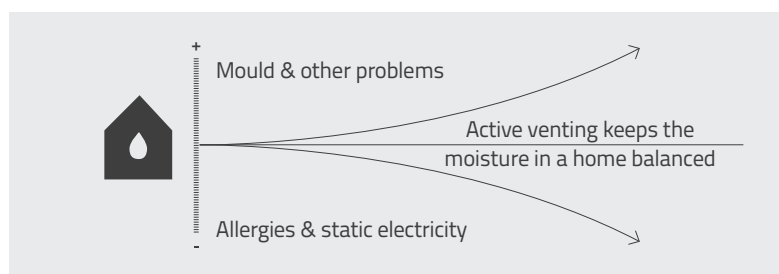 +
Mould & other problems
Active venting keeps the
moisture in a home balanced
Allergies & static electricity
-